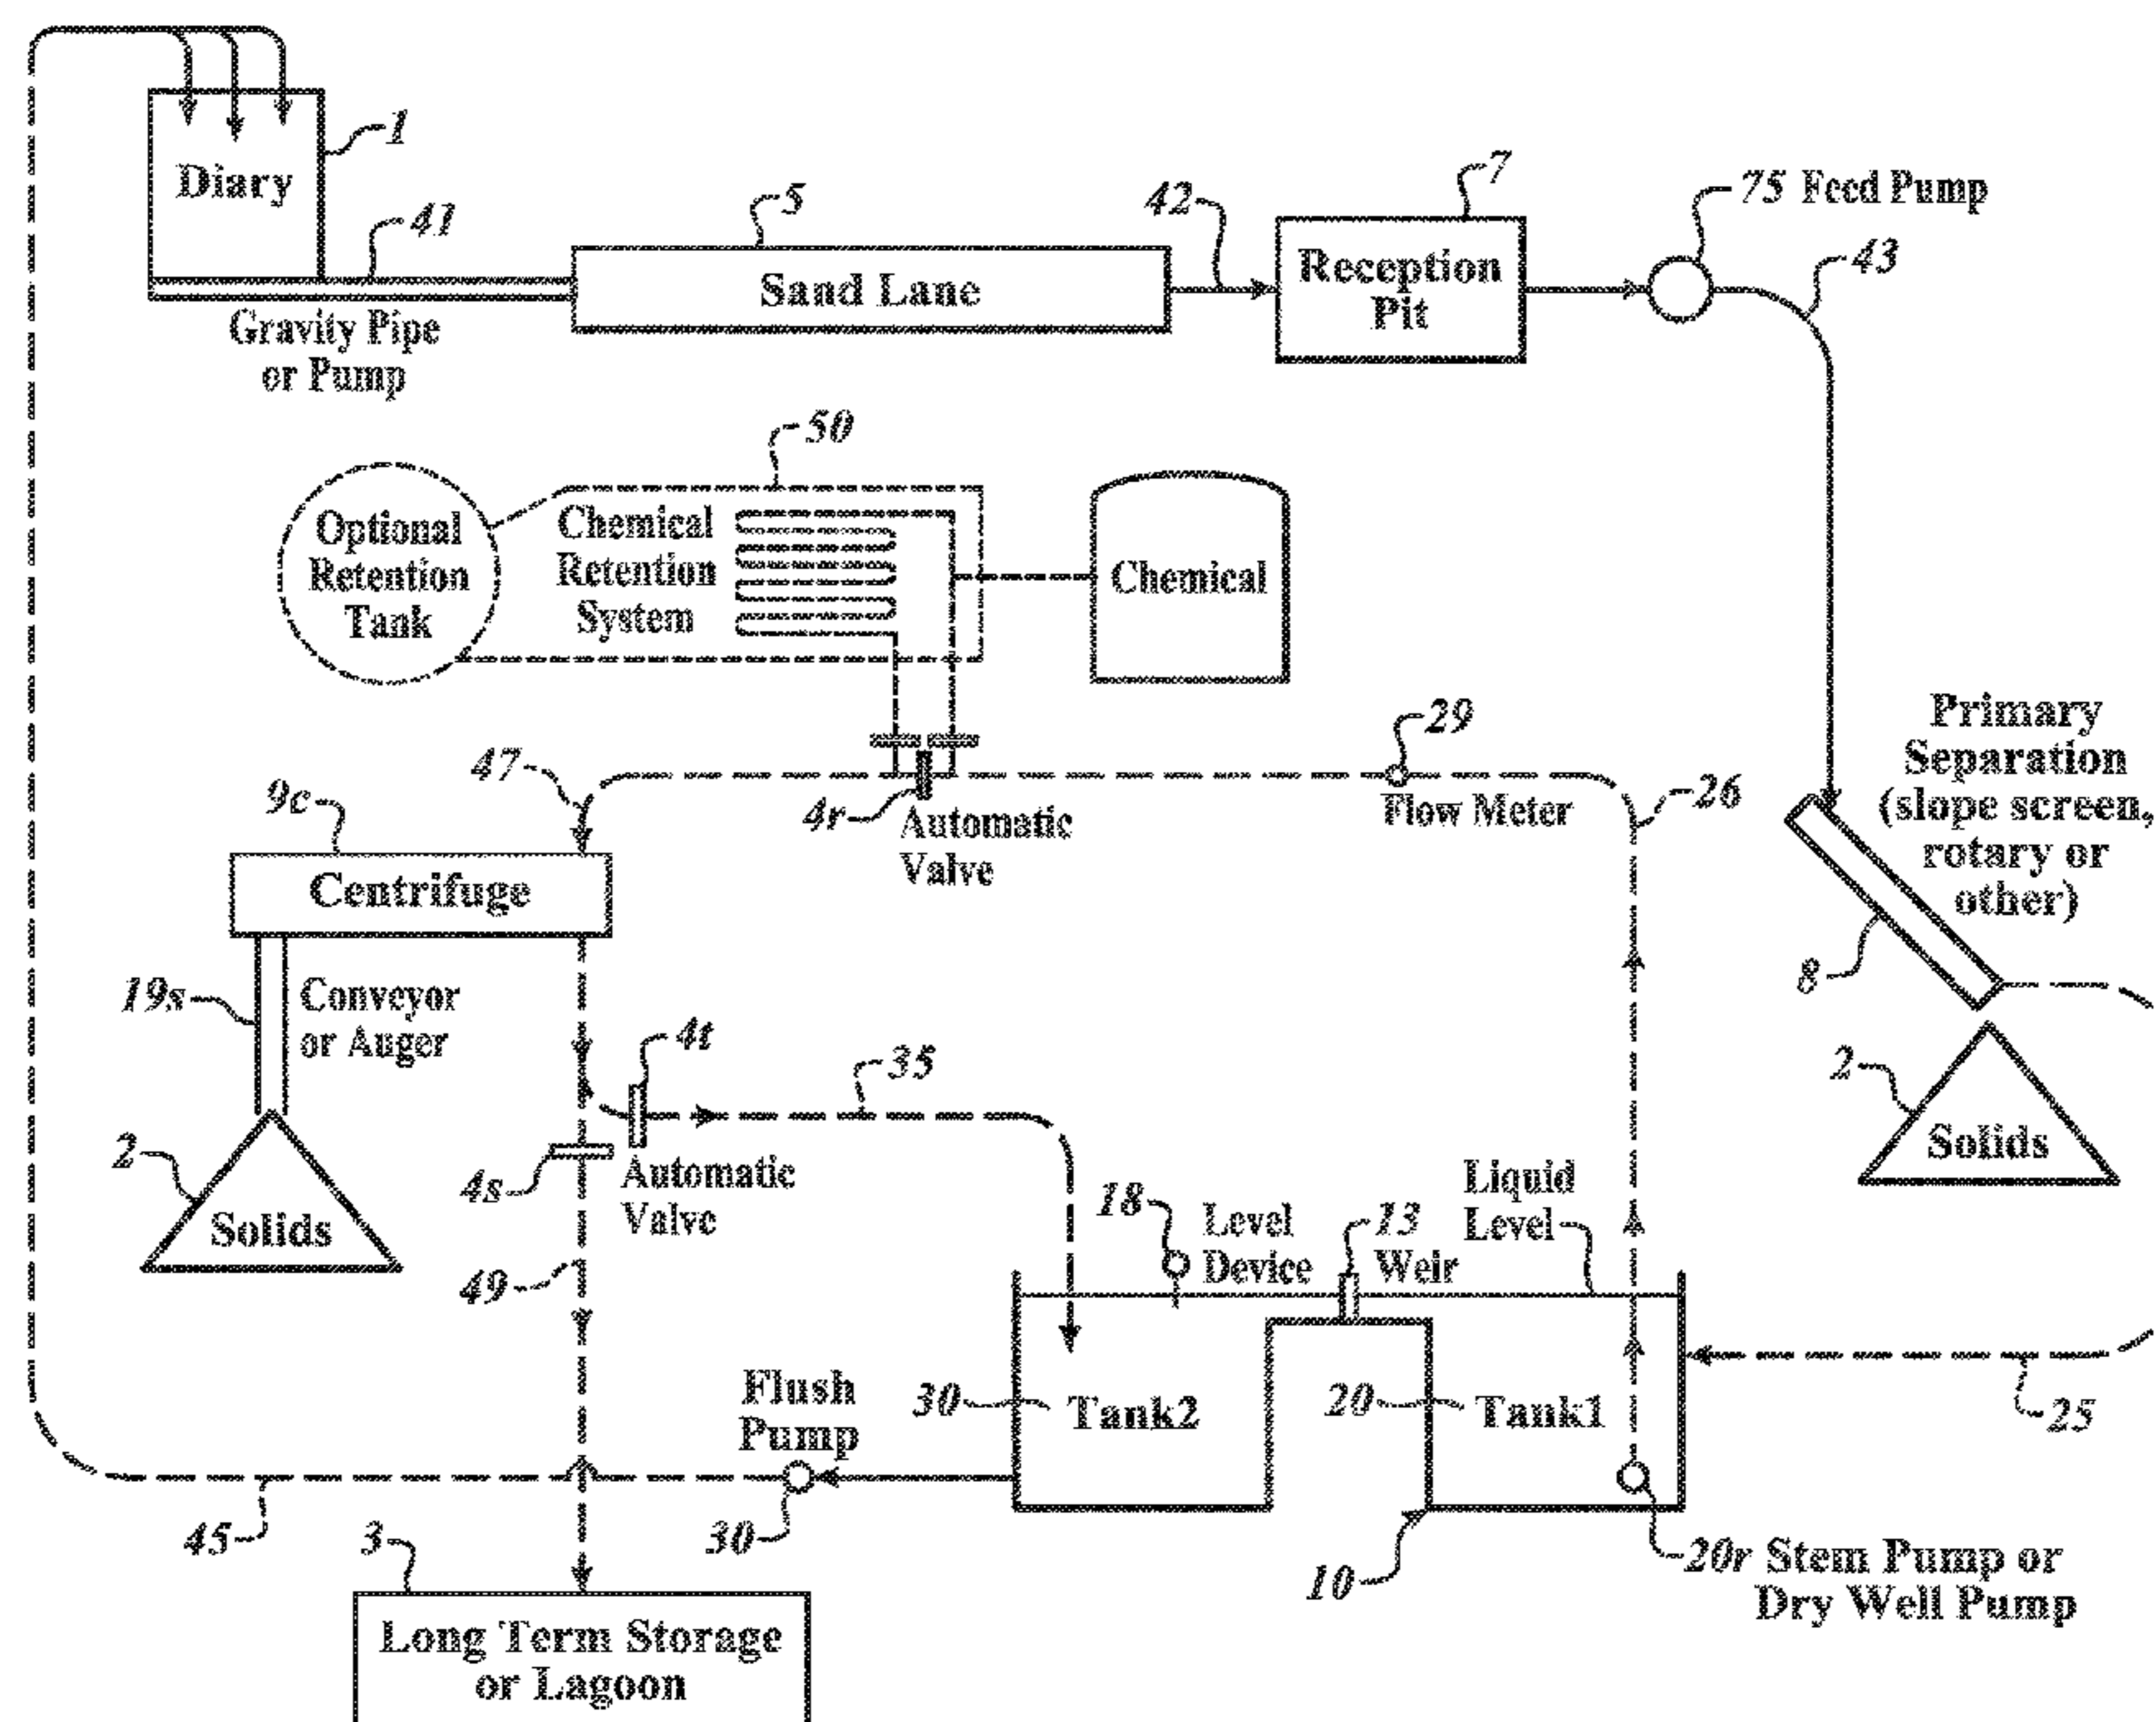 1
Diary
41
Gravity Pipe
or Pump
5
Sand Lane
42
7
Reception
Pit
75 Feed Pump
43
50
Optional
Retention
Tank
Chemical
Retention
System
Chemical
Primary
Separation
(slope screen,
rotary or
other)
8
2
Solids
29
Flow Meter
26
47
4r
Automatic
Valve
9c
Centrifuge
19s
Conveyor
or Auger
2
Solids
4t
35
4s
Automatic
Valve
49
18
Level
Device
13
Weir
Liquid
Level
30
Tank2
20
Tank1
25
Flush
Pump
30
45
10
20r Stem Pump or
Dry Well Pump
3
Long Term Storage
or Lagoon